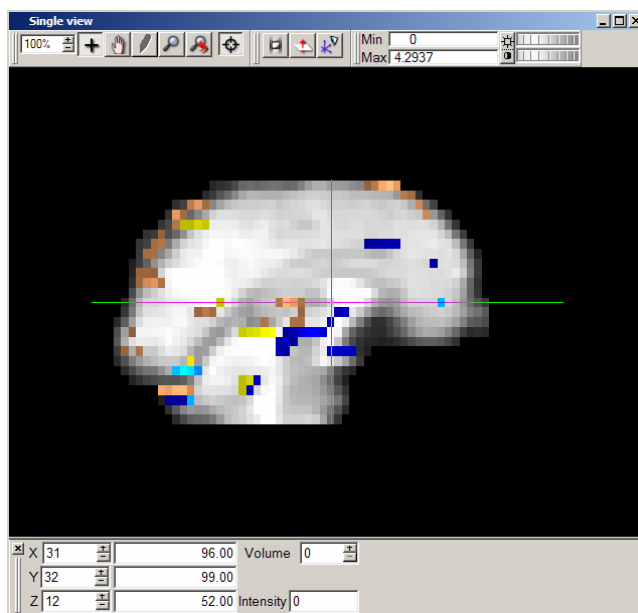 Single view
100% Min 0
Max 4.2937
X 31 96.00 Volume 0
Y 32 99.00
Z 12 52.00 Intensity 0